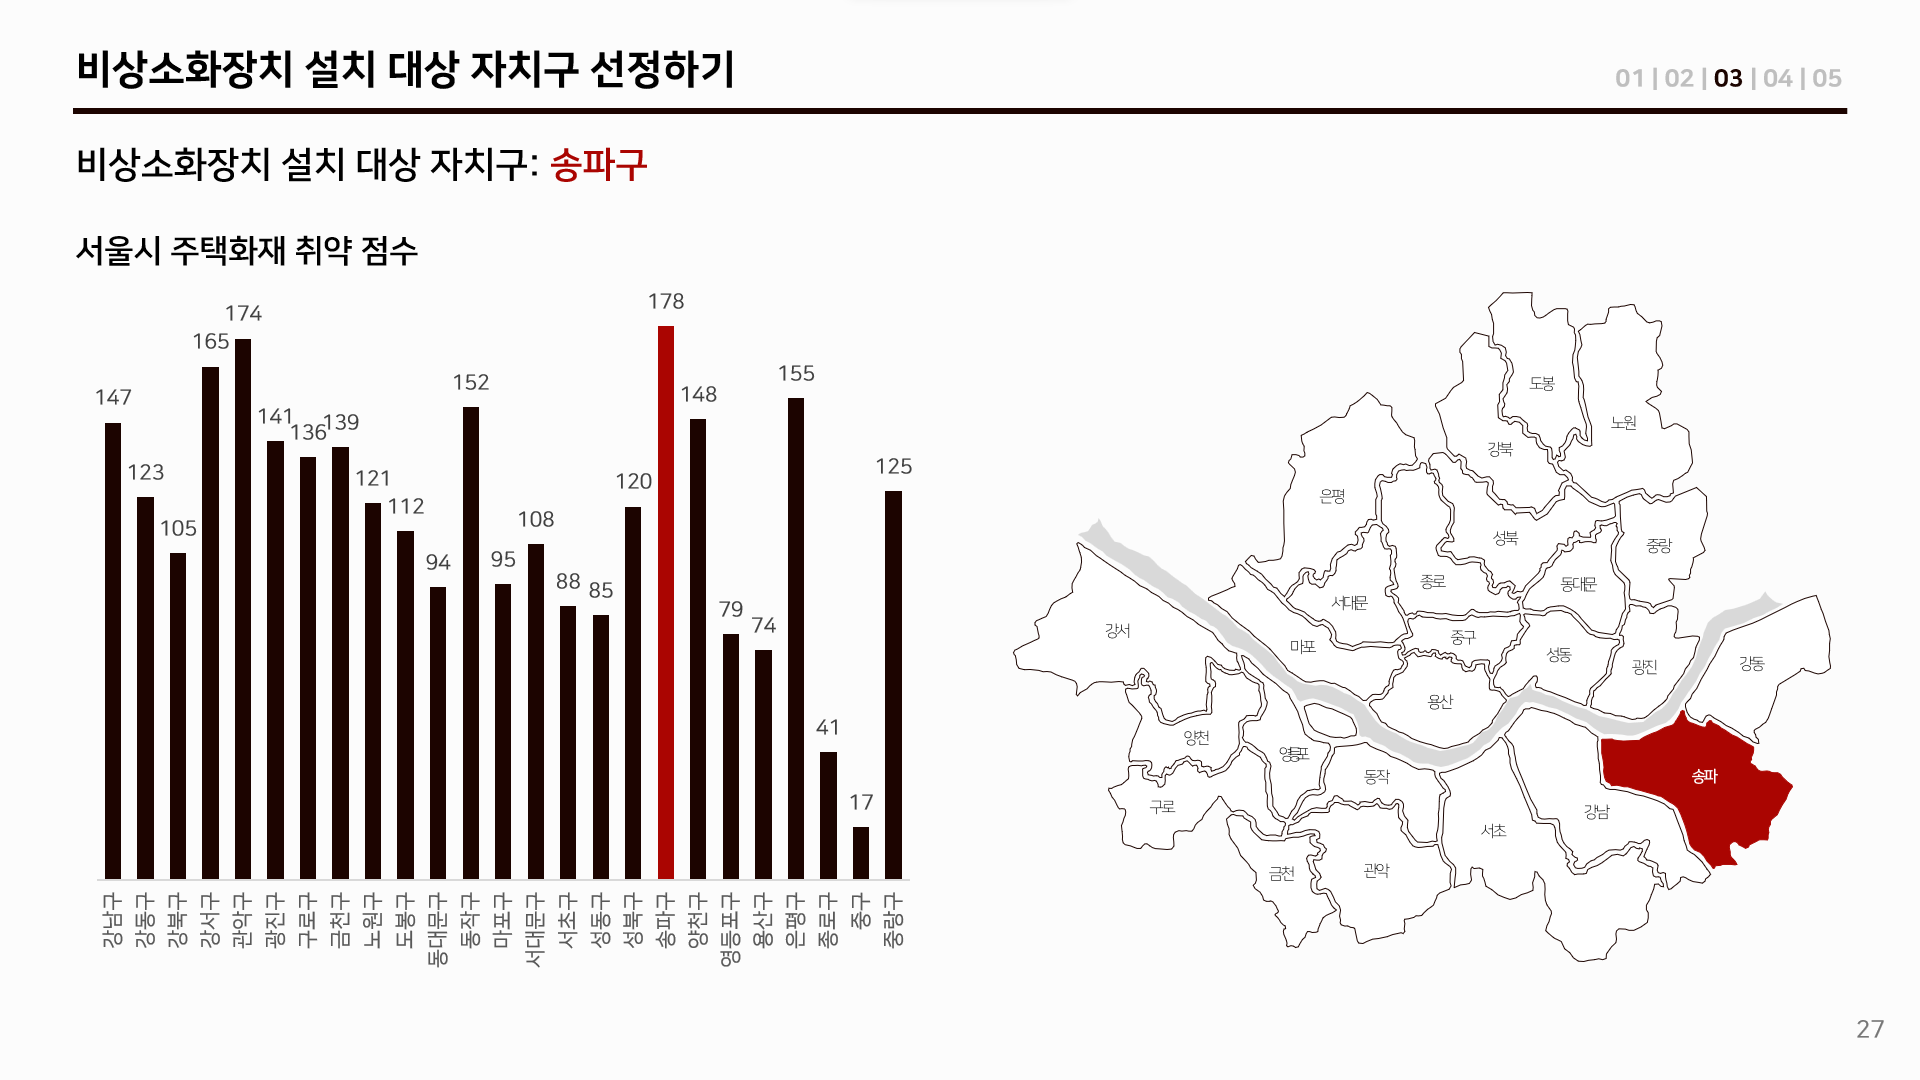 비상소화장치 설치 대상 자치구 선정하기
01 | 02 | 03 | 04 | 05
비상소화장치 설치 대상 자치구: 송파구
서울시 주택화재 취약 점수
147
123
105
165
174
141
136
139
121
112
94
152
95
108
88
85
120
178
148
79
74
155
41
17
125
강남구
강동구
강북구
강서구
관악구
광진구
구로구
금천구
노원구
도봉구
동대문구
동작구
마포구
서대문구
서초구
성동구
성북구
송파구
양천구
영등포구
용산구
은평구
종로구
중구
중랑구
도봉
노원
강북
은평
성북
중랑
종로
동대문
서대문
강서
중구
마포
성동
광진
강동
용산
양천
영등포
동작
송파
구로
강남
서초
관악
금천
27